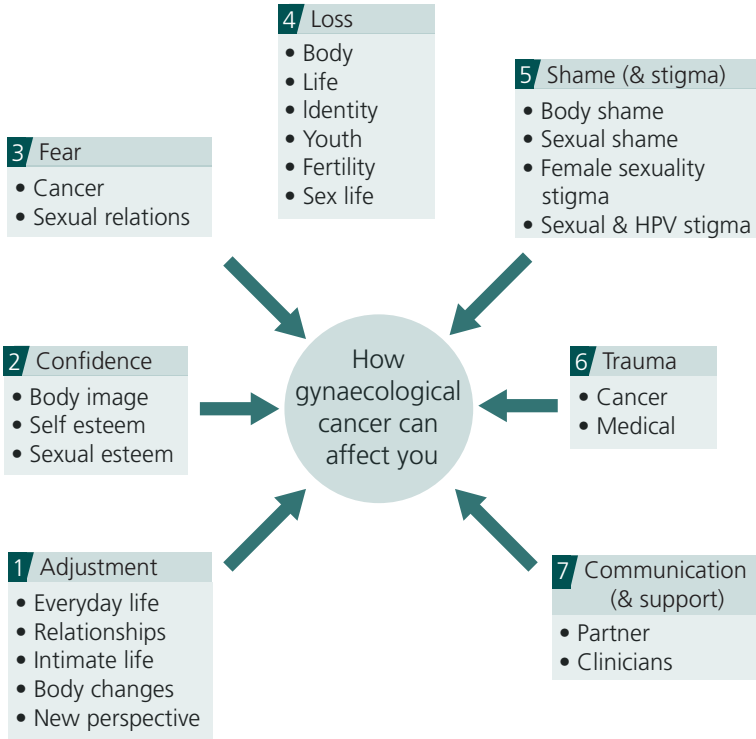 1 Adjustment
• Everyday life
• Relationships
• Intimate life
• Body changes
• New perspective
2 Confidence
• Body image
• Self esteem
• Sexual esteem
3 Fear
• Cancer
• Sexual relations
4 Loss
• Body
• Life
• Identity
• Youth
• Fertility
• Sex life
5 Shame (& stigma)
• Body shame
• Sexual shame
• Female sexuality
stigma
• Sexual & HPV stigma
6 Trauma
• Cancer
• Medical
7 Communication
(& support)
• Partner
• Clinicians
How
gynaecological
cancer can
affect you